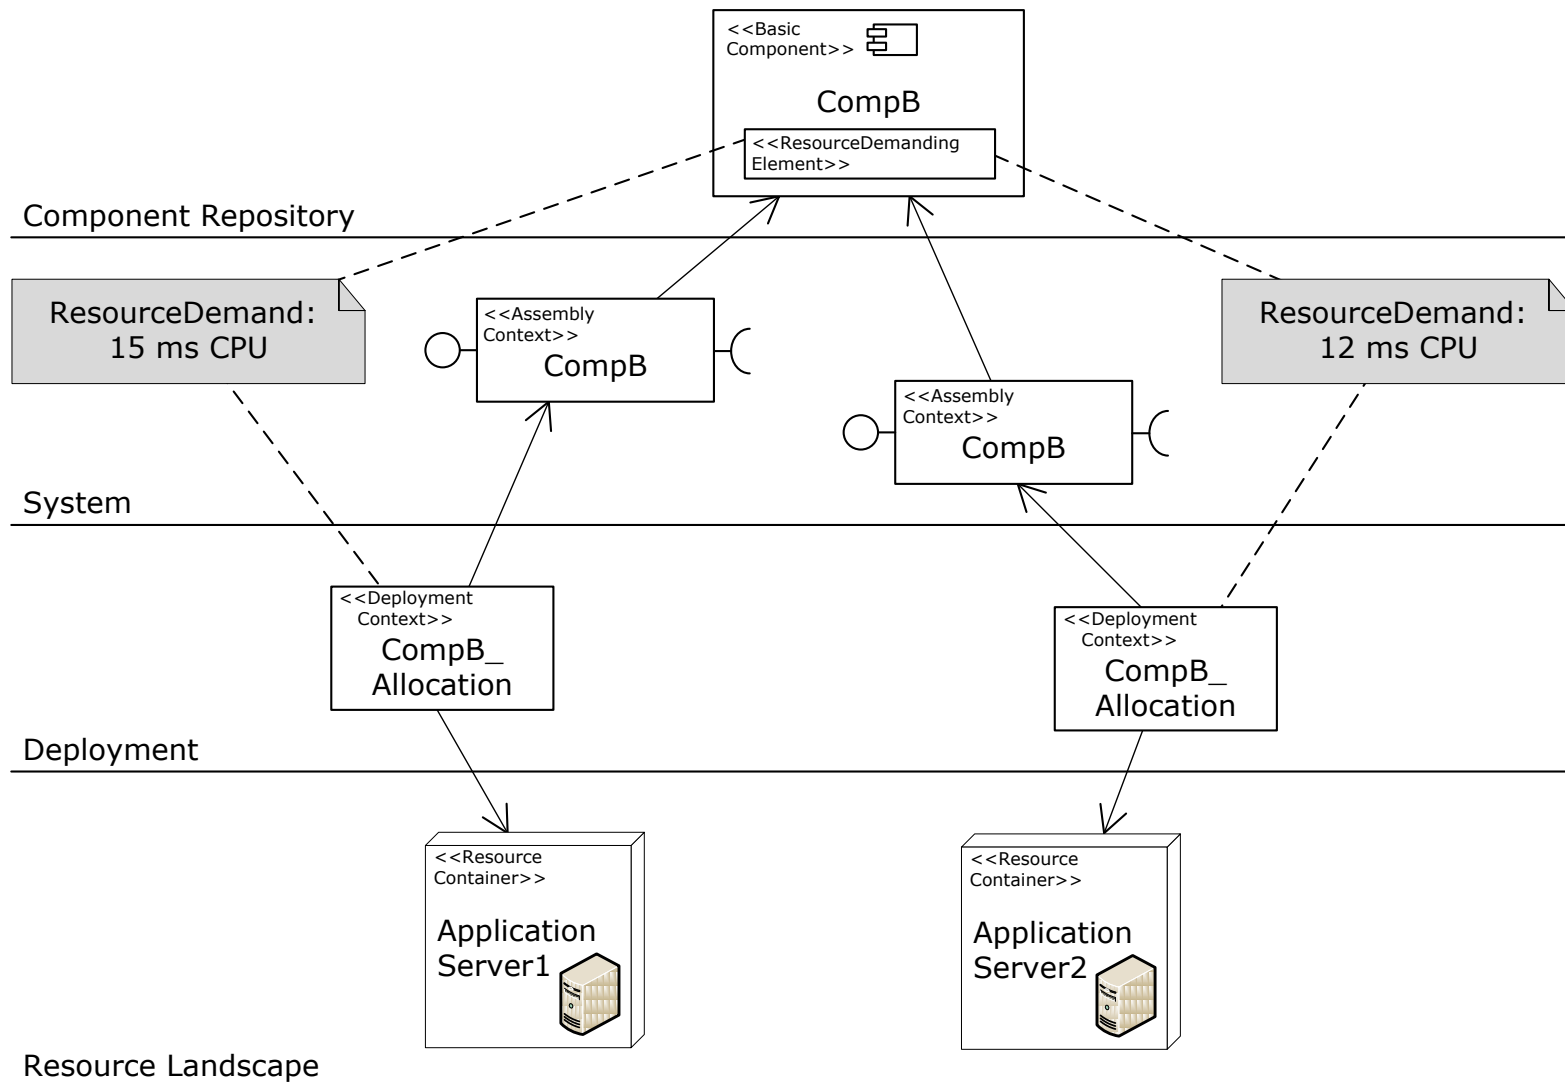 <<Basic
Component>>
CompB
<<ResourceDemanding
Element>>
Component Repository
ResourceDemand:
15 ms CPU
<<Assembly
Context>>
CompB
ResourceDemand:
12 ms CPU
<<Assembly
Context>>
CompB
System
<<Deployment
Context>>
CompB_
Allocation
<<Deployment
Context>>
CompB_
Allocation
Deployment
<<Resource
Container>>
Application
Server1
<<Resource
Container>>
Application
Server2
Resource Landscape